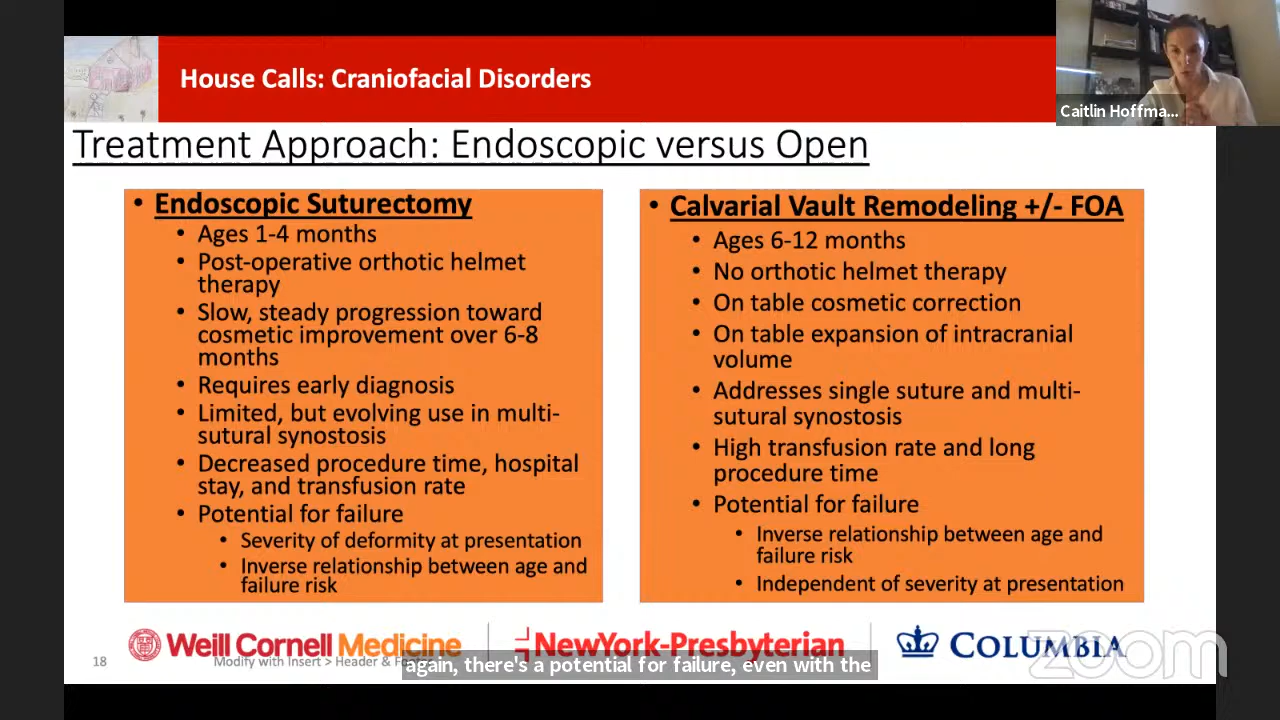 House Calls: Craniofacial Disorders
Caitlin Hoffma...
Treatment Approach: Endoscopic versus Open
• Endoscopic Suturectomy
• Ages 1-4 months
• Post-operative orthotic helmet
therapy
• Slow, steady progression toward
cosmetic improvement over 6-8
months
• Requires early diagnosis
• Limited, but evolving use in multi-
sutural synostosis
• Decreased procedure time, hospital
stay, and transfusion rate
• Potential for failure
• Severity of deformity at presentation
• Inverse relationship between age and
failure risk
• Calvarial Vault Remodeling +/- FOA
• Ages 6-12 months
• No orthotic helmet therapy
• On table cosmetic correction
• On table expansion of intracranial
volume
• Addresses single suture and multi-
sutural synostosis
• High transfusion rate and long
procedure time
• Potential for failure
• Inverse relationship between age and
failure risk
• Independent of severity at presentation
Weill Cornell Medicine
NewYork-Presbyterian
COLUMBIA
18
Modify with Insert > Header &
again, there's a potential for failure, even with the
zoom